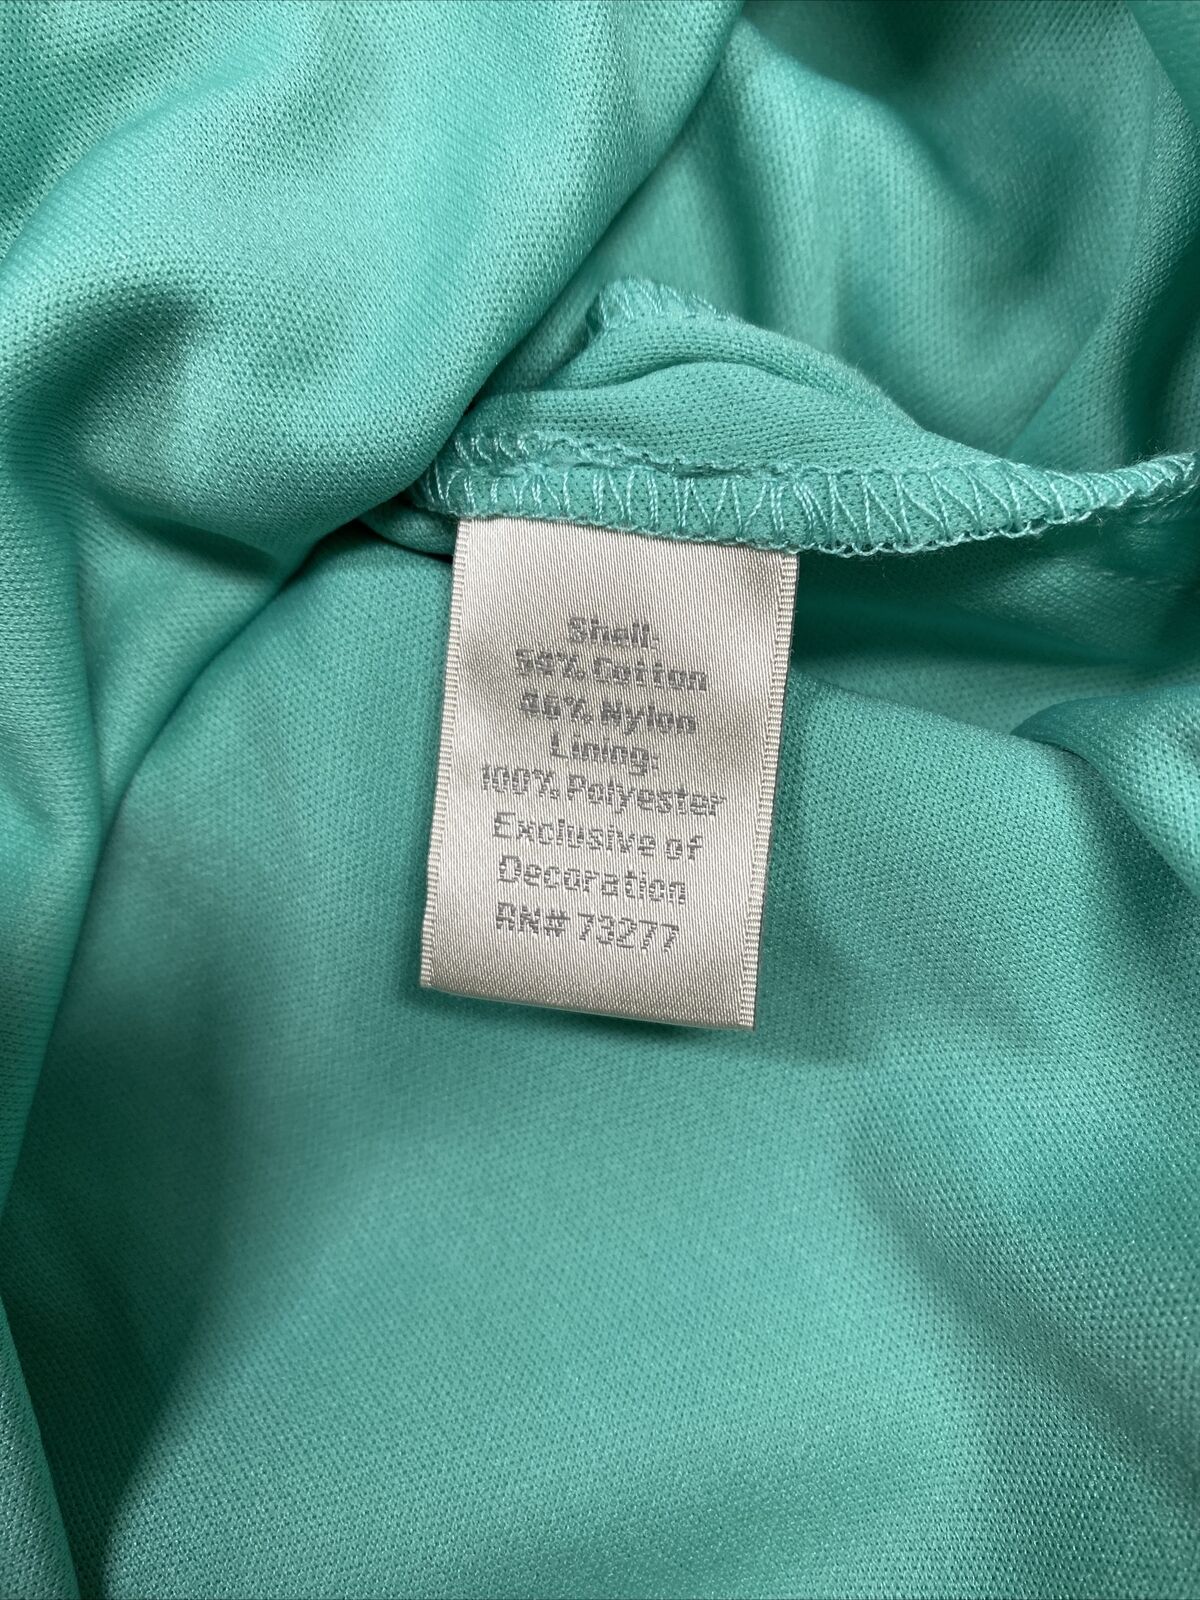 Shell:
54% Cotton
46% Nylon
Lining:
100% Polyester
Exclusive of
Decoration
RN# 73277